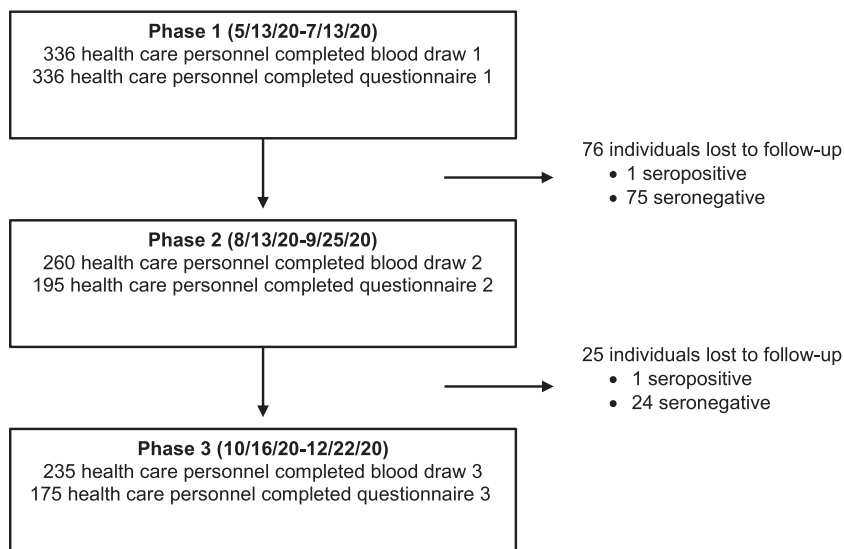 Phase 1 (5/13/20-7/13/20)
336 health care personnel completed blood draw 1
336 health care personnel completed questionnaire 1
76 individuals lost to follow-up
• 1 seropositive
• 75 seronegative
Phase 2 (8/13/20-9/25/20)
260 health care personnel completed blood draw 2
195 health care personnel completed questionnaire 2
25 individuals lost to follow-up
• 1 seropositive
• 24 seronegative
Phase 3 (10/16/20-12/22/20)
235 health care personnel completed blood draw 3
175 health care personnel completed questionnaire 3